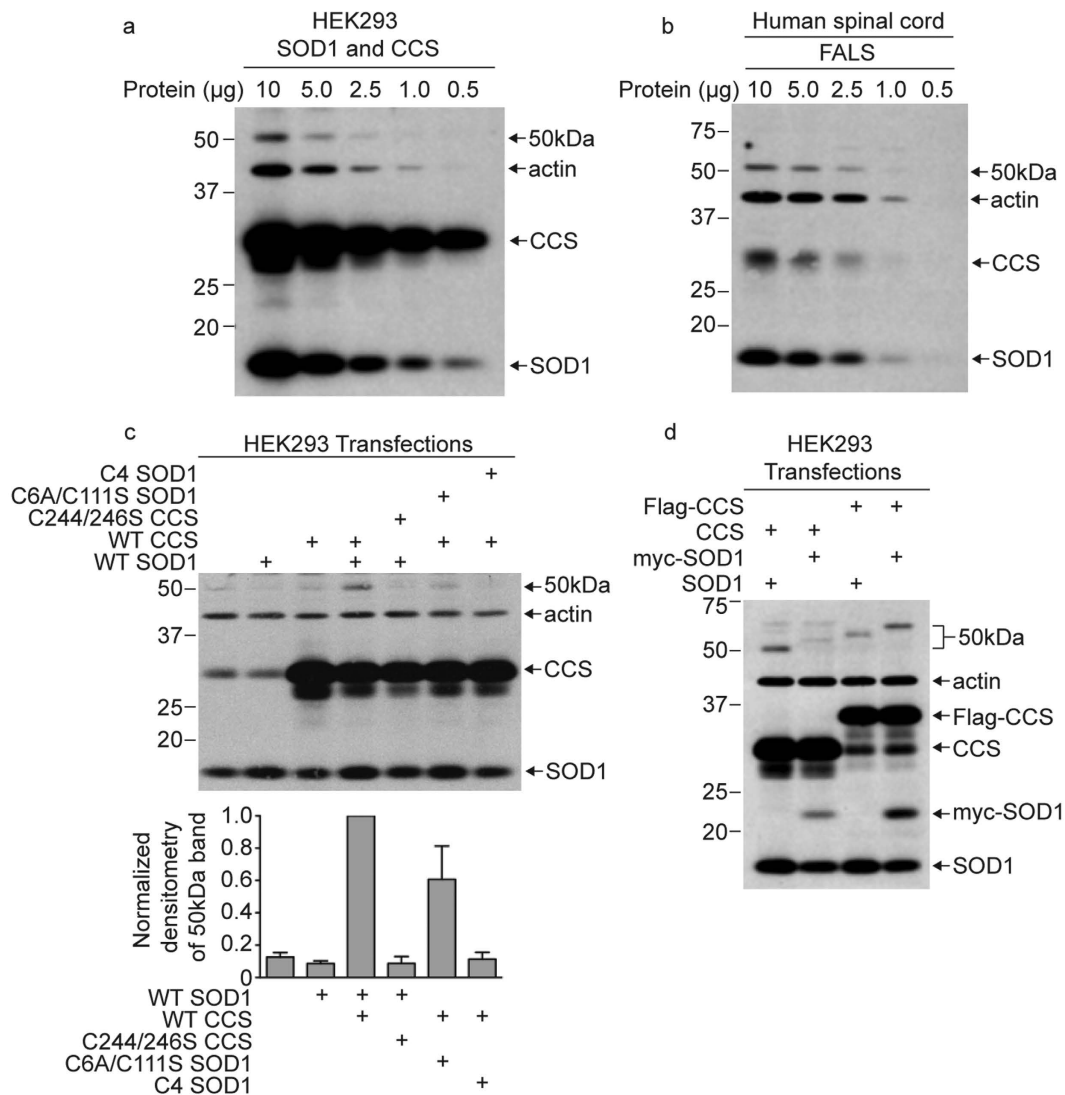 a
HEK293
SOD1 and CCS
Protein (µg) 10 5.0 2.5 1.0 0.5
50
37
25
20
50kDa
actin
CCS
SOD1
b
Human spinal cord
FALS
Protein (µg) 10 5.0 2.5 1.0 0.5
75
50
37
25
20
50kDa
actin
CCS
SOD1
c
HEK293 Transfections
C4 SOD1 +
C6A/C111S SOD1 +
C244/246S CCS +
WT CCS + + + +
WT SOD1 + + +
50
37
25
20
50kDa
actin
CCS
SOD1
Normalized
densitometry
of 50kDa band
1.0
0.8
0.6
0.4
0.2
0
WT SOD1 + + +
WT CCS + + +
C244/246S CCS +
C6A/C111S SOD1 +
C4 SOD1 +
d
HEK293
Transfections
Flag-CCS + +
CCS + +
myc-SOD1 + +
SOD1 + +
75
50
37
25
20
50kDa
actin
Flag-CCS
CCS
myc-SOD1
SOD1